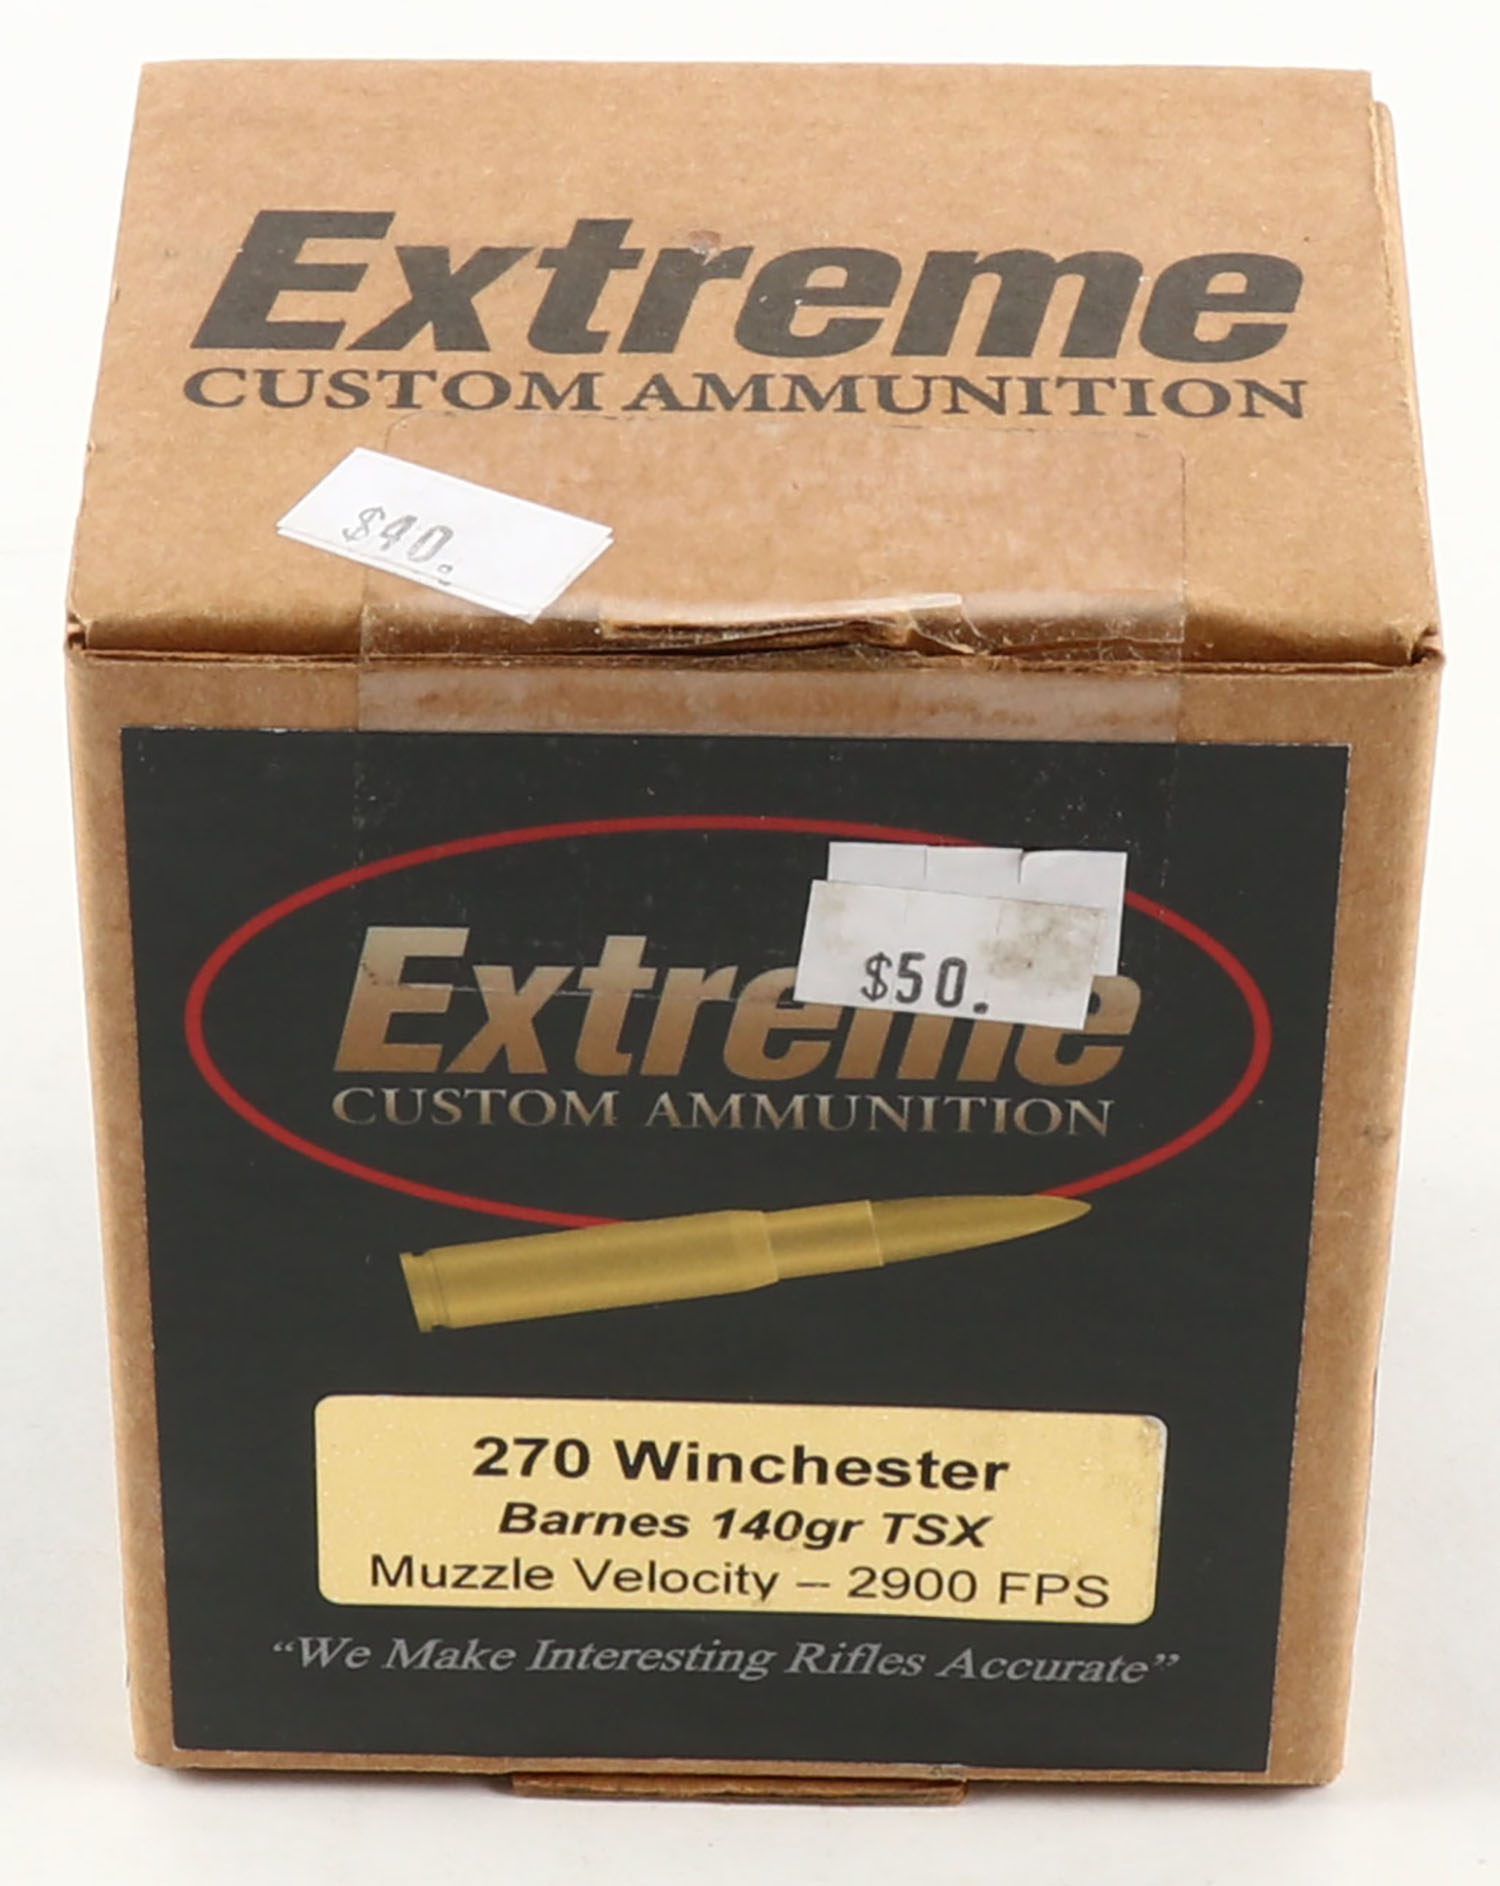 Extreme
CUSTOM AMMUNITION
$40.
$50.
Extreme
CUSTOM AMMUNITION
270 Winchester
Barnes 140gr TSX
Muzzle Velocity – 2900 FPS
“We Make Interesting Rifles Accurate”